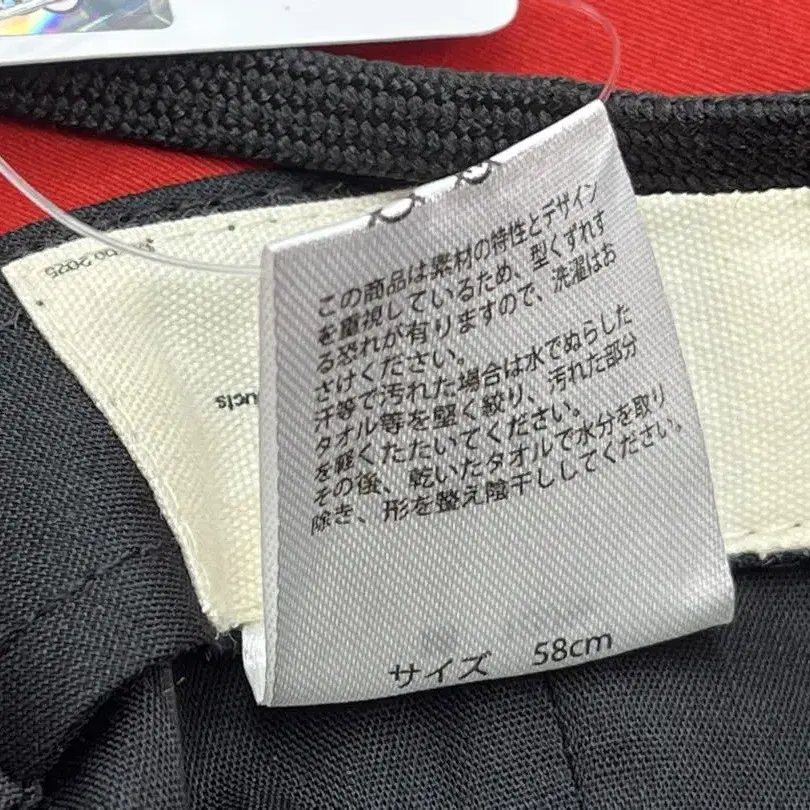 この商品は素材の特性とデザイン
を重視しているため、型くずれす
る恐れが有りますので、洗濯はお
さけください。
汗等で汚れた場合は水でぬらした
タオル等を堅く絞り、汚れた部分
を軽くたたいてください。
その後、乾いたタオルで水分を取り
除き、形を整え陰干ししてください。
サイズ 58cm
2025